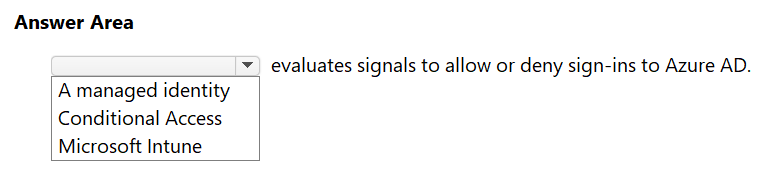 Answer Area
evaluates signals to allow or deny sign-ins to Azure AD.
A managed identity
Conditional Access
Microsoft Intune